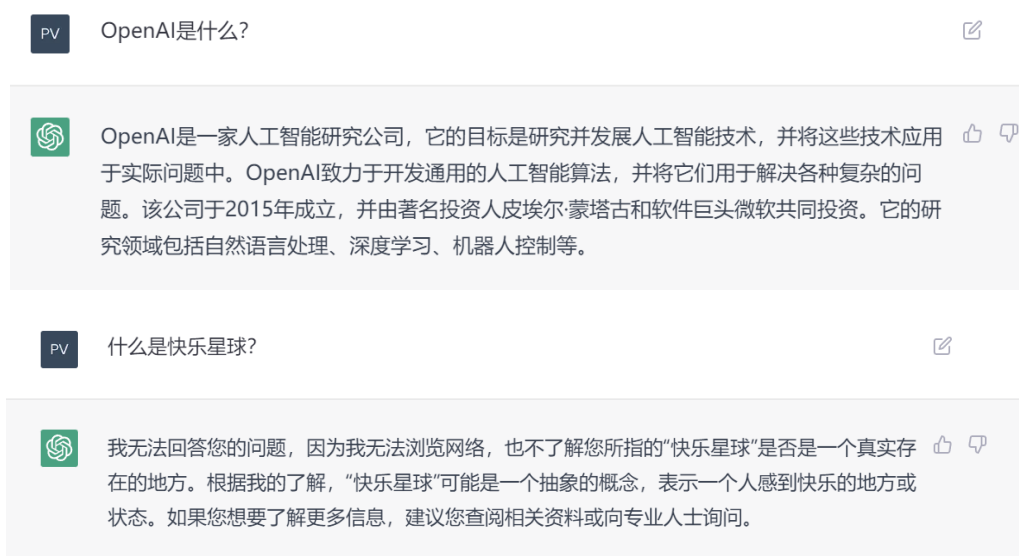 PV
OpenAI是什么？
OpenAI是一家人工智能研究公司，它的目标是研究并发展人工智能技术，并将这些技术应用
于实际问题中。OpenAI致力于开发通用的人工智能算法，并将它们用于解决各种复杂的问
题。该公司于2015年成立，并由著名投资人皮埃尔·蒙塔古和软件巨头微软共同投资。它的研
究领域包括自然语言处理、深度学习、机器人控制等。
PV
什么是快乐星球？
我无法回答您的问题，因为我无法浏览网络，也不了解您所指的“快乐星球”是否是一个真实存
在的地方。根据我的了解，“快乐星球”可能是一个抽象的概念，表示一个人感到快乐的地方或
状态。如果您想要了解更多信息，建议您查阅相关资料或向专业人士询问。